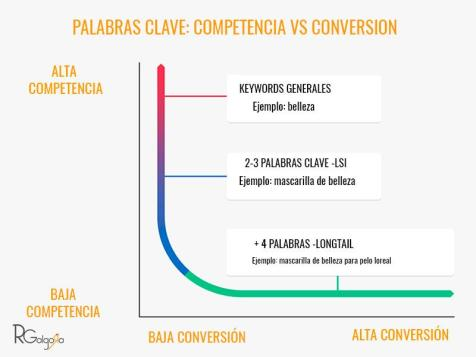 PALABRAS CLAVE: COMPETENCIA VS CONVERSION
ALTA
COMPETENCIA
KEYWORDS GENERALES
Ejemplo: belleza
2-3 PALABRAS CLAVE -LSI
Ejemplo: mascarilla de belleza
+ 4 PALABRAS -LONGTAIL
Ejemplo: mascarilla de belleza para pelo loreal
BAJA
COMPETENCIA
BAJA CONVERSIÓN
ALTA CONVERSIÓN